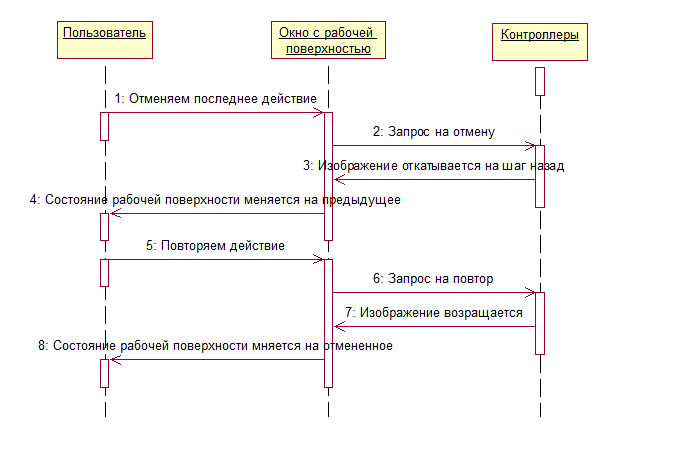 Пользователь
Окно с рабочей
поверхностью
Контроллеры
1: Отменяем последнее действие
2: Запрос на отмену
3: Изображение откатывается на шаг назад
4: Состояние рабочей поверхности меняется на предыдущее
5: Повторяем действие
6: Запрос на повтор
7: Изображение возращается
8: Состояние рабочей поверхности мняется на отмененное